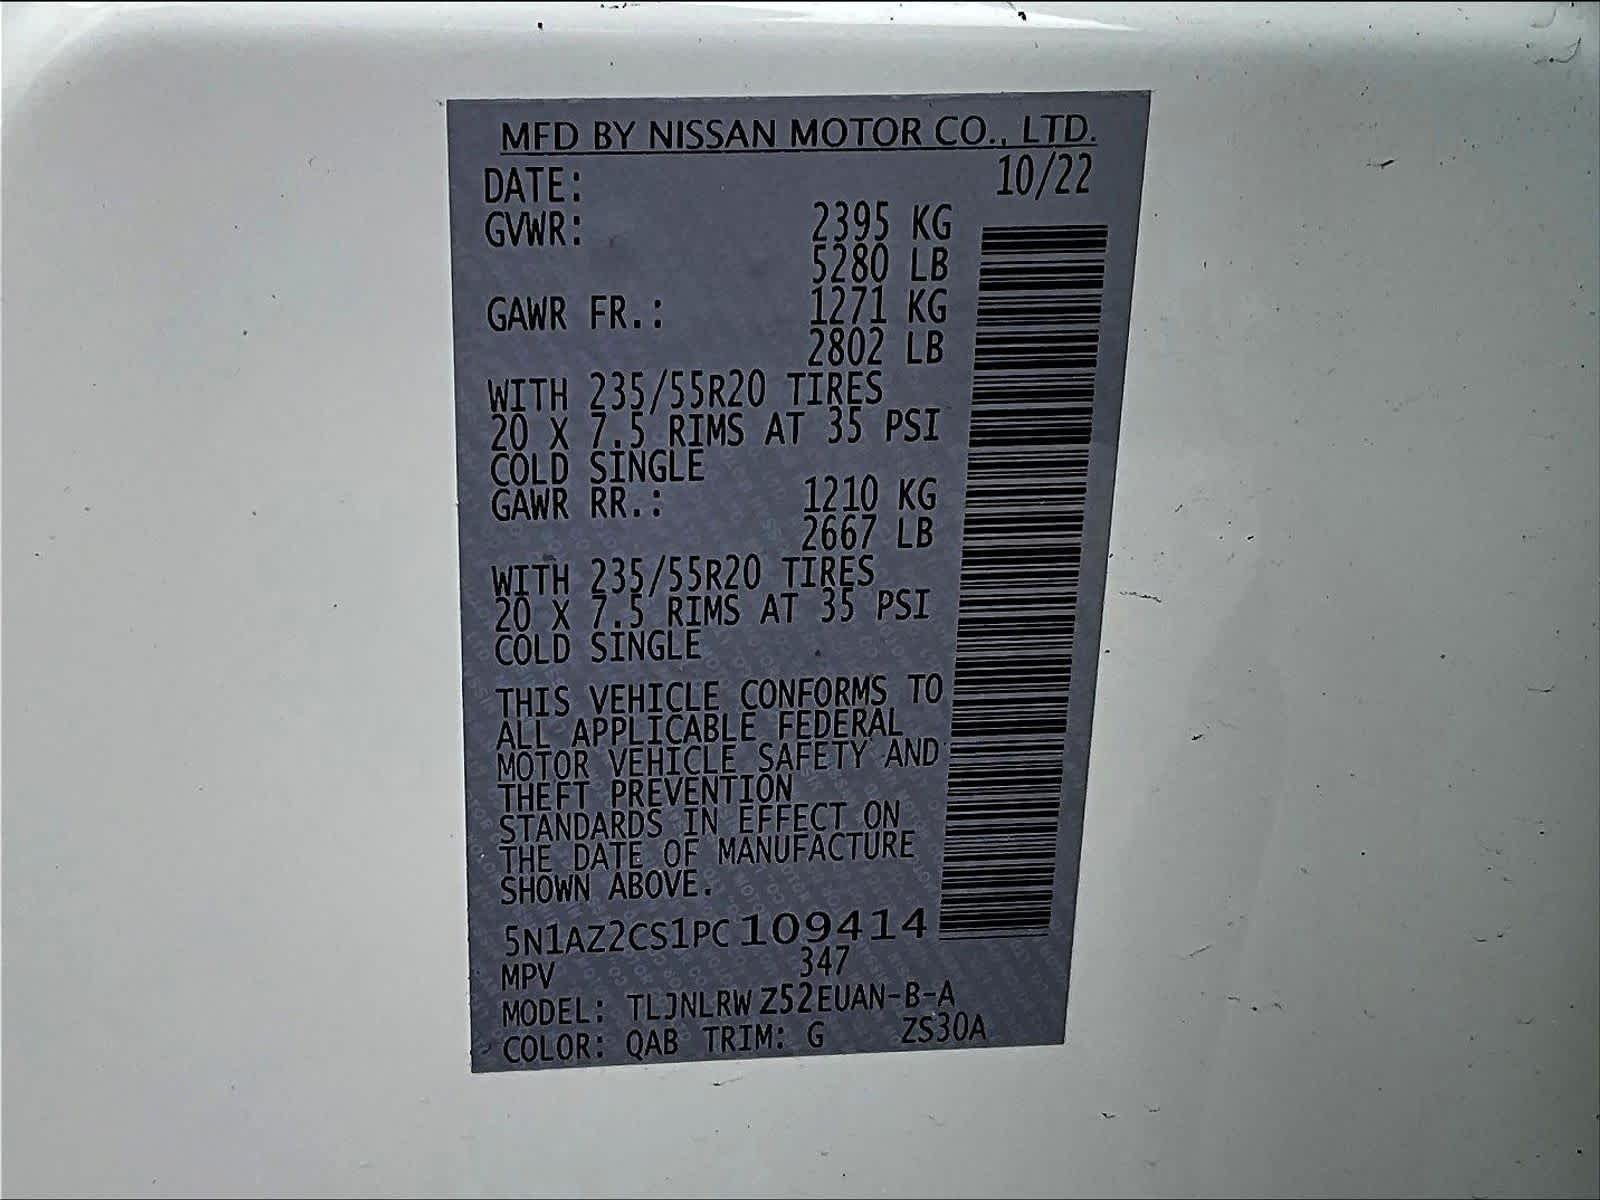 MFD BY NISSAN MOTOR CO., LTD.
DATE: 10/22
GVWR: 2395 KG
5280 LB
GAWR FR.: 1271 KG
2802 LB
WITH 235/55R20 TIRES
20 X 7.5 RIMS AT 35 PSI
COLD SINGLE
GAWR RR.: 1210 KG
2667 LB
WITH 235/55R20 TIRES
20 X 7.5 RIMS AT 35 PSI
COLD SINGLE
THIS VEHICLE CONFORMS TO
ALL APPLICABLE FEDERAL
MOTOR VEHICLE SAFETY AND
THEFT PREVENTION
STANDARDS IN EFFECT ON
THE DATE OF MANUFACTURE
SHOWN ABOVE.
5N1AZ2CS1PC109414
MPV 347
MODEL: TLJNLRW Z52EUAN-B-A
COLOR: QAB TRIM: G ZS30A